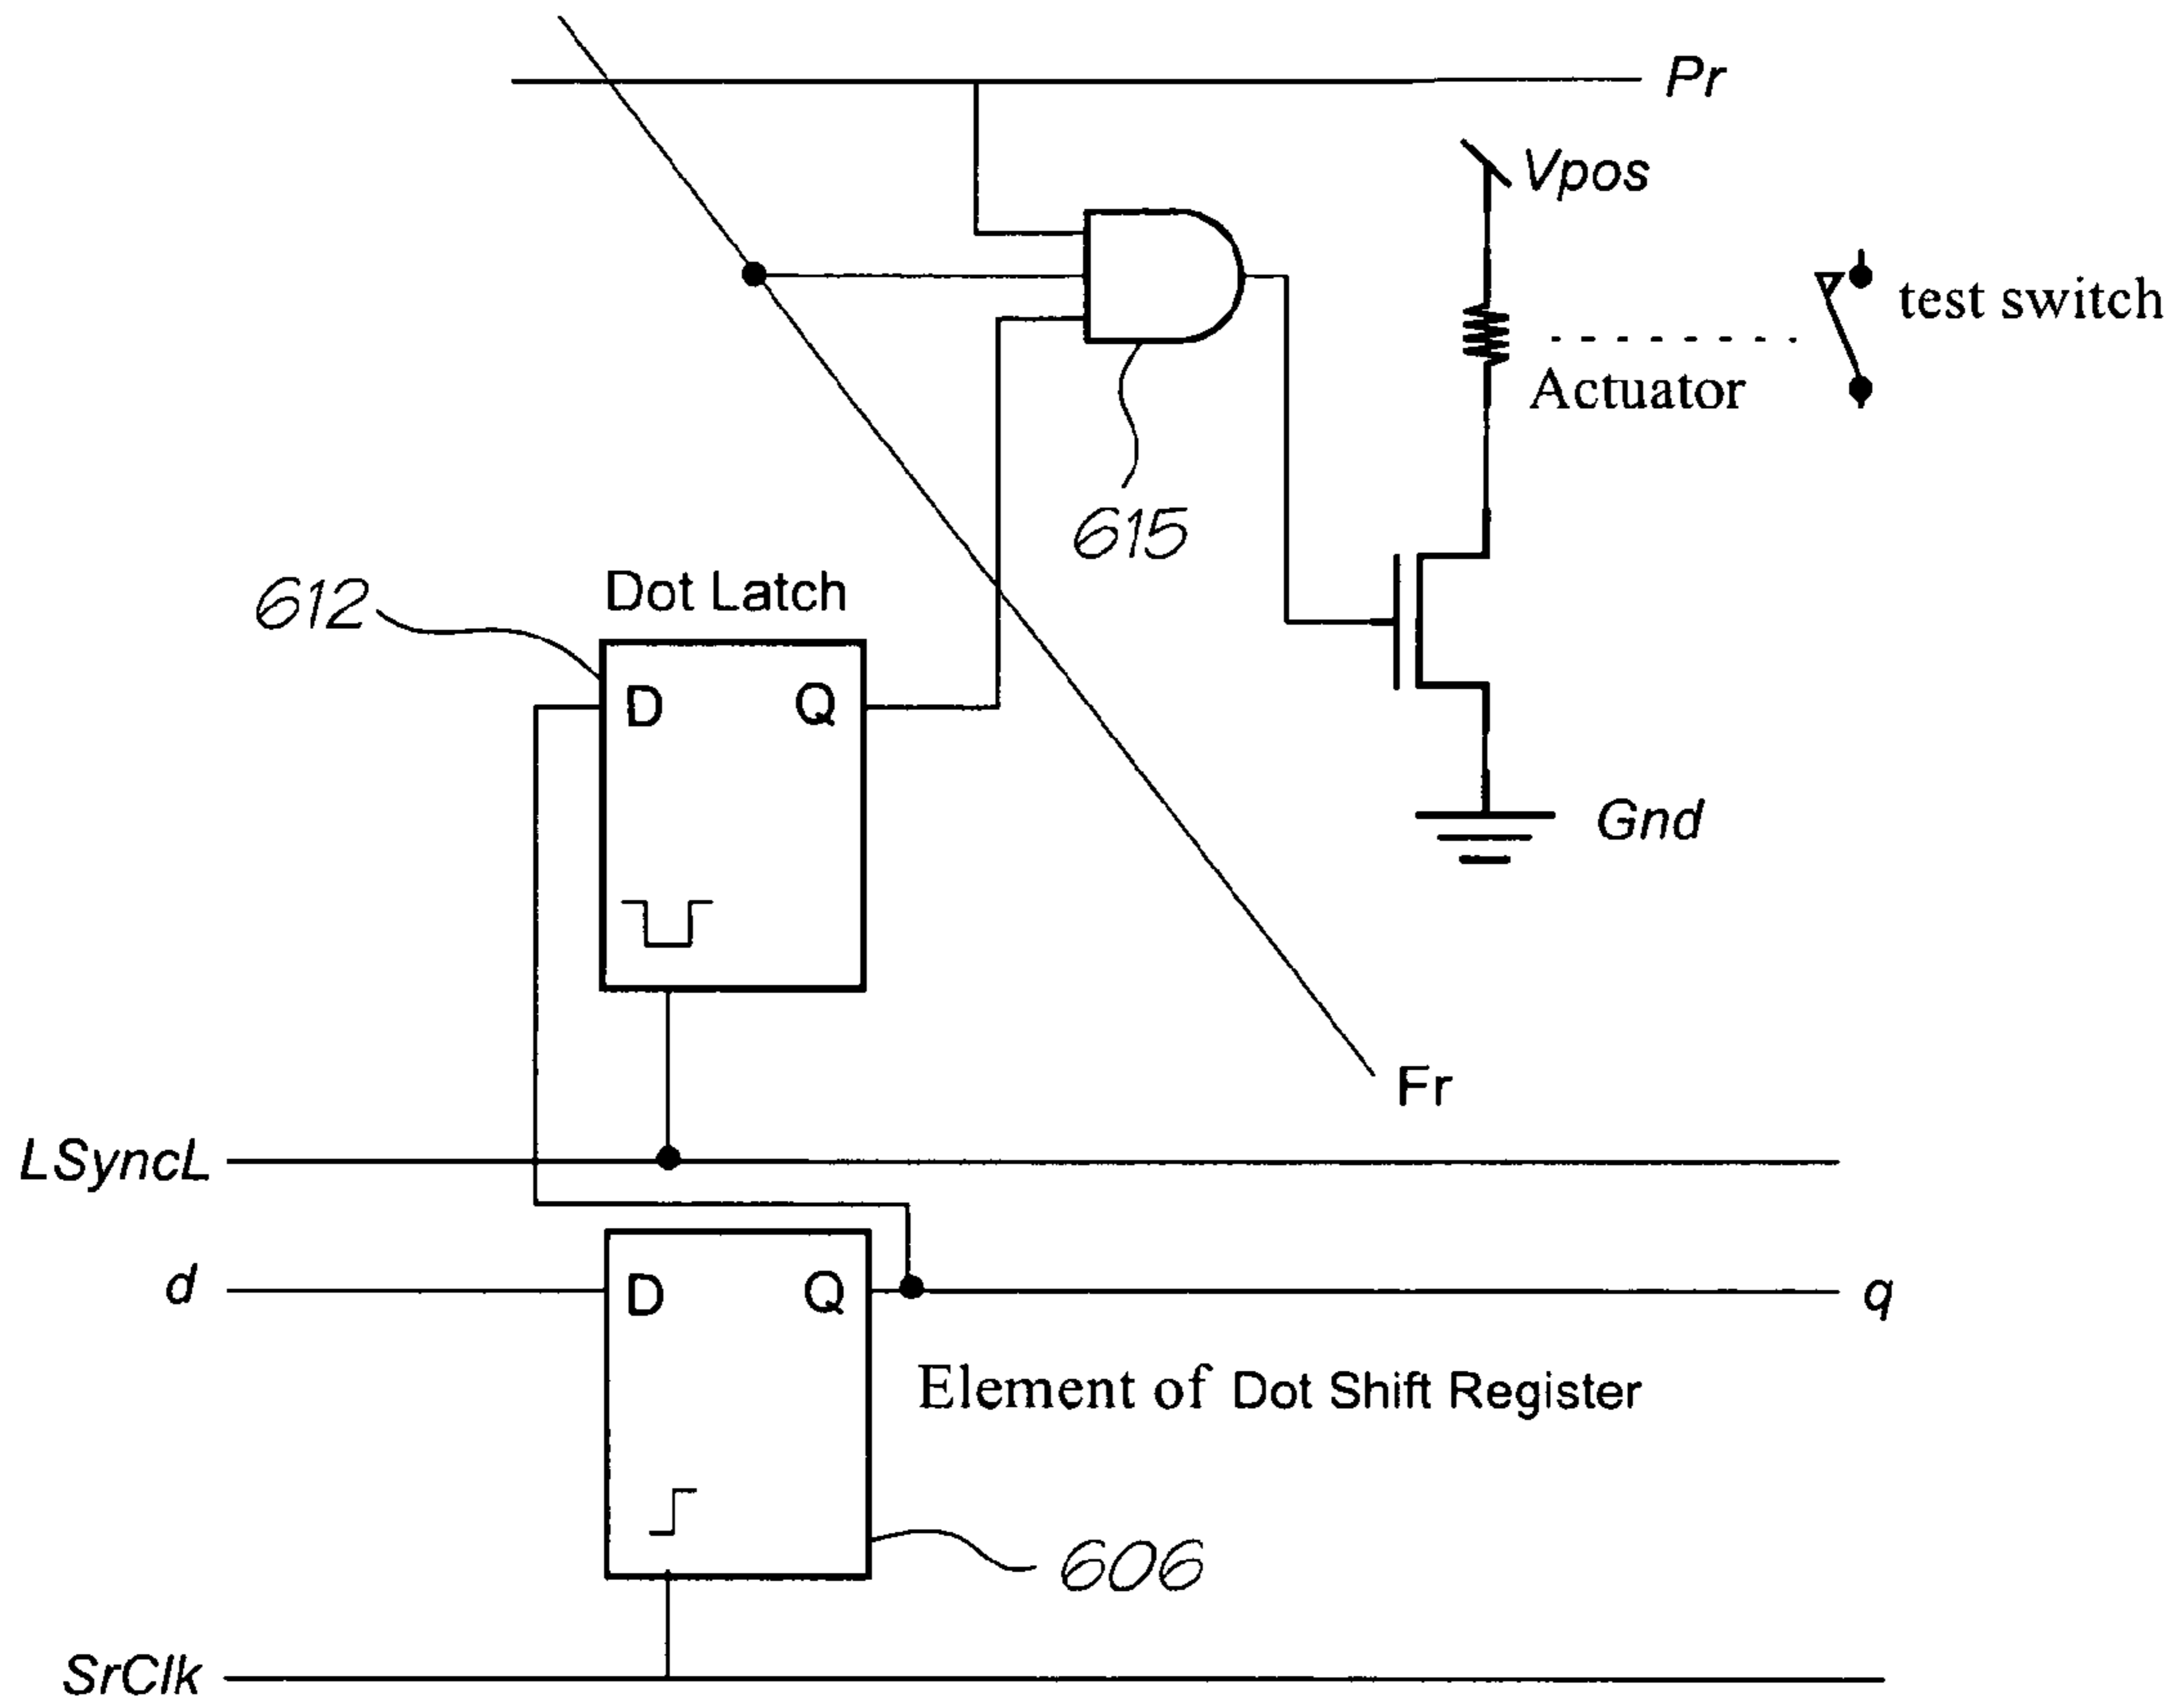 Pr
Vpos
test switch
Actuator
615
612
Dot Latch
D
Q
Gnd
Fr
LSyncL
d
D
Q
q
Element of Dot Shift Register
606
SrClk